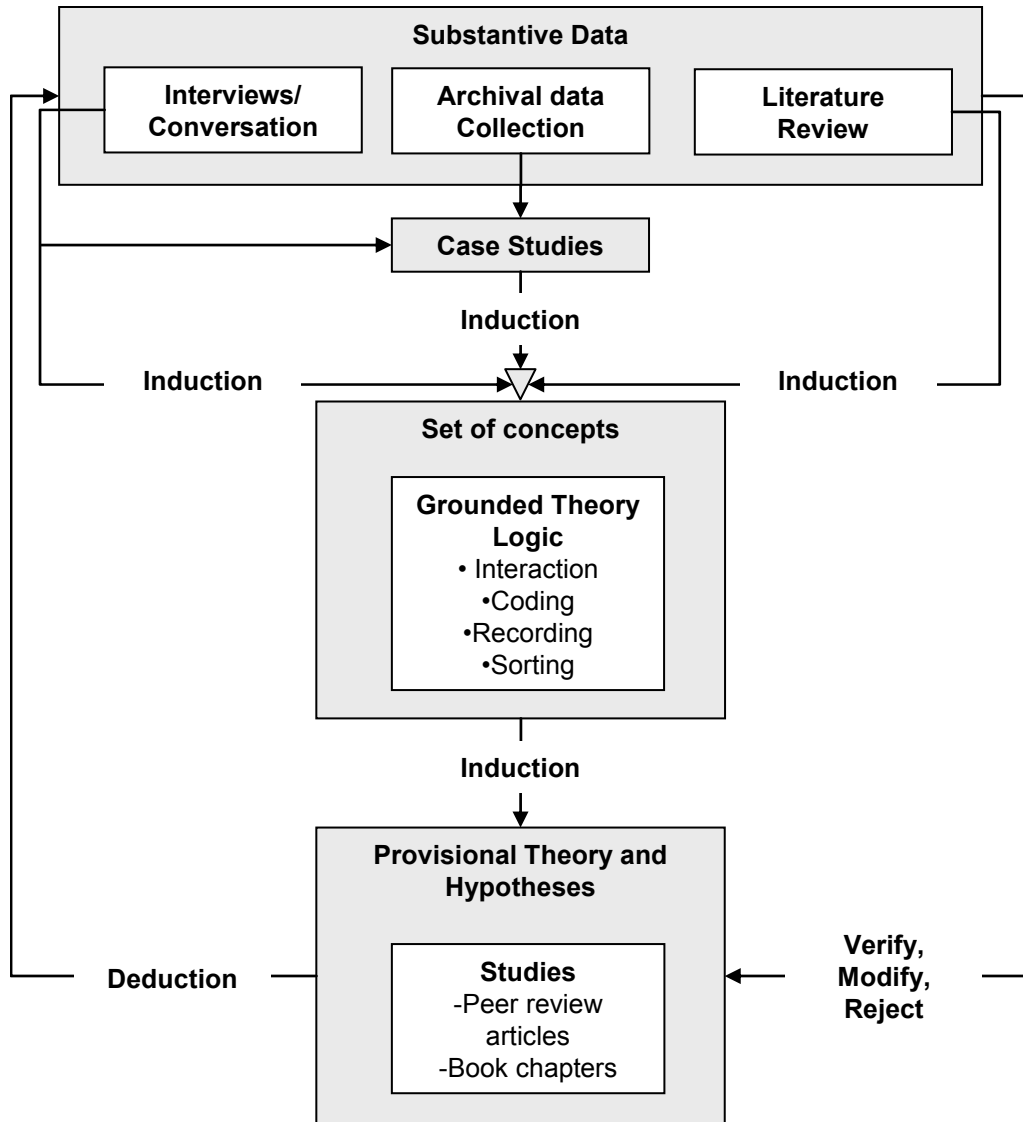 Substantive Data
Interviews/
Conversation
Archival data
Collection
Literature
Review
Case Studies
Induction
Induction
Induction
Set of concepts
Grounded Theory
Logic
• Interaction
•Coding
•Recording
•Sorting
Induction
Provisional Theory and
Hypotheses
Deduction
Studies
-Peer review
articles
-Book chapters
Verify,
Modify,
Reject